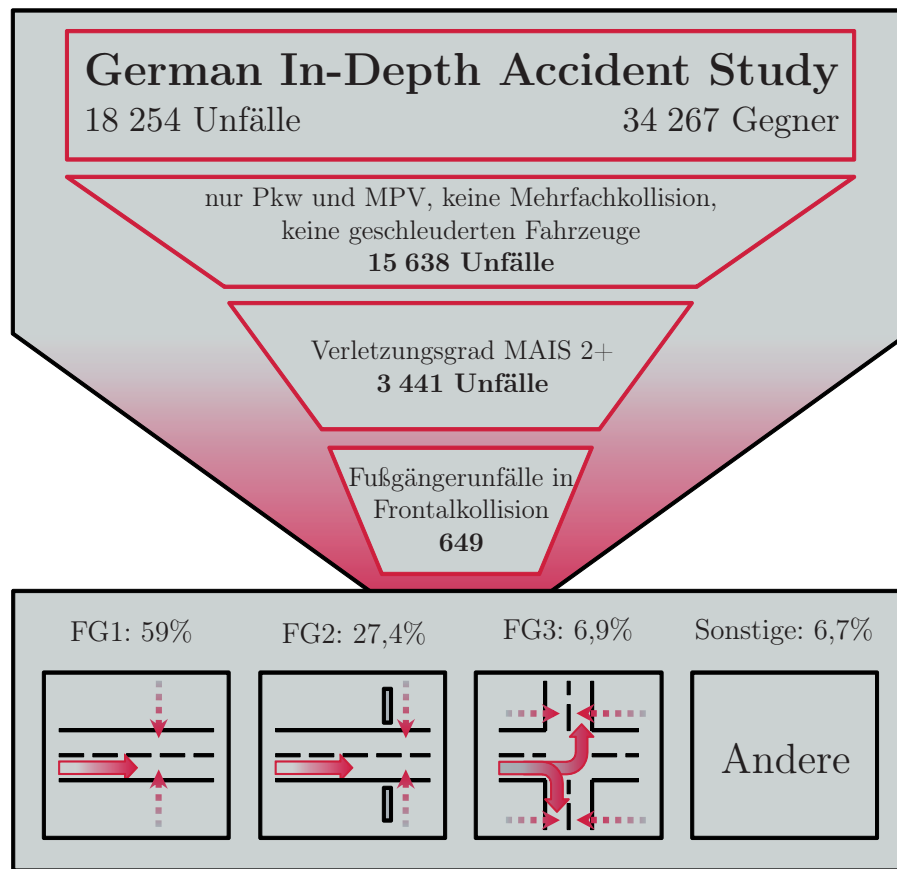 German In-Depth Accident Study
18 254 Unfälle 34 267 Gegner
nur Pkw und MPV, keine Mehrfachkollision,
keine geschleuderten Fahrzeuge
15 638 Unfälle
Verletzungsgrad MAIS 2+
3 441 Unfälle
Fußgängerunfälle in
Frontalkollision
649
FG1: 59% FG2: 27,4% FG3: 6,9% Sonstige: 6,7%
Andere